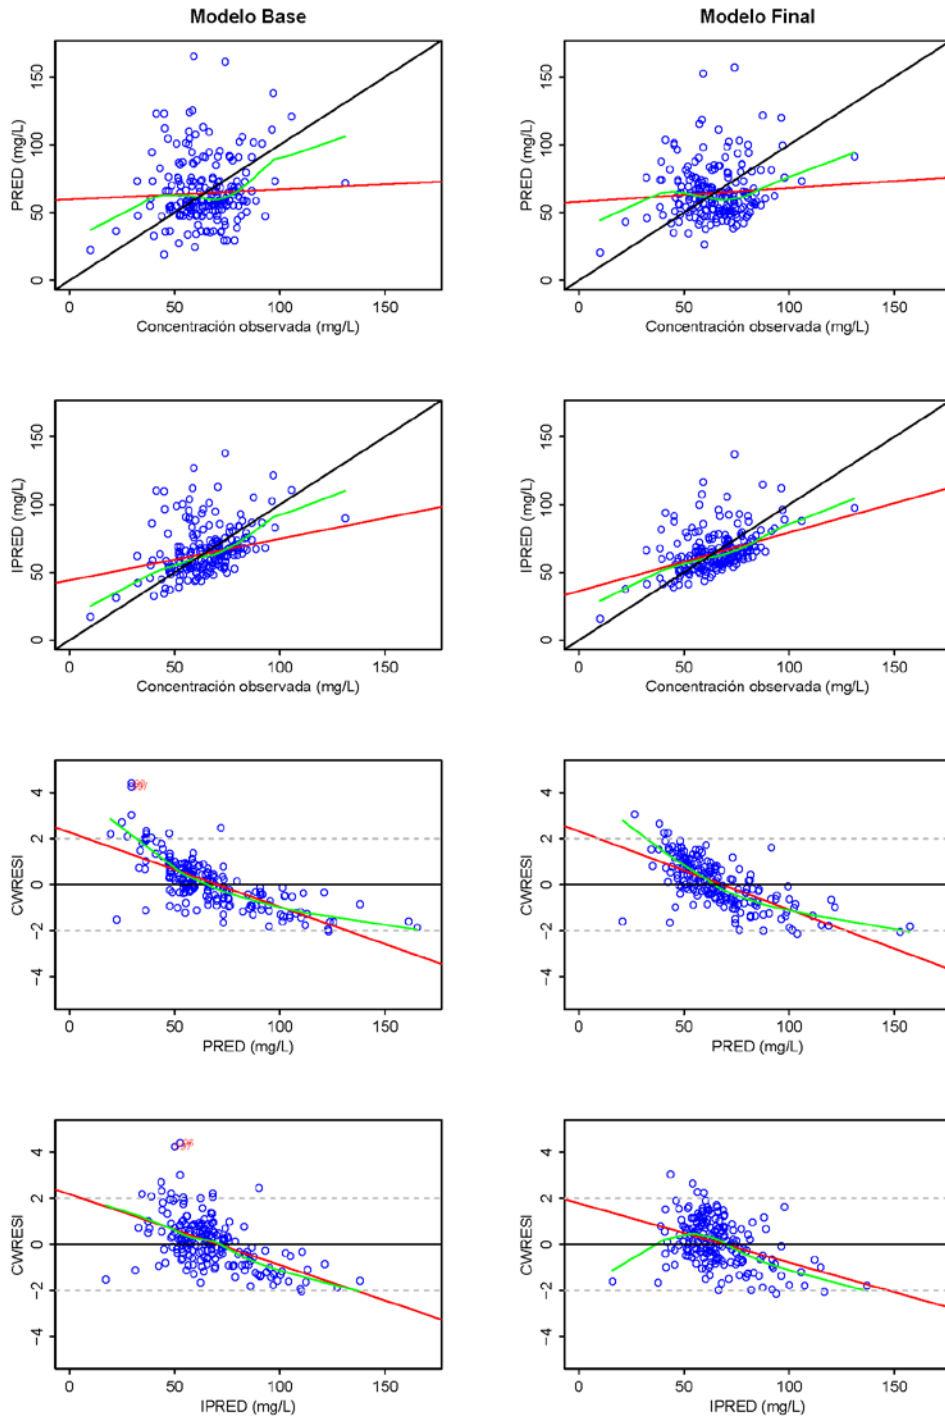 Modelo Base
Modelo Final
PRED (mg/L)
0 50 100 150
0 50 100 150
Concentración observada (mg/L)
PRED (mg/L)
0 50 100 150
0 50 100 150
Concentración observada (mg/L)
IPRED (mg/L)
0 50 100 150
0 50 100 150
Concentración observada (mg/L)
IPRED (mg/L)
0 50 100 150
0 50 100 150
Concentración observada (mg/L)
CWRESI
−4 −2 0 2 4
0 50 100 150
PRED (mg/L)
CWRESI
−4 −2 0 2 4
0 50 100 150
PRED (mg/L)
CWRESI
−4 −2 0 2 4
0 50 100 150
IPRED (mg/L)
CWRESI
−4 −2 0 2 4
0 50 100 150
IPRED (mg/L)